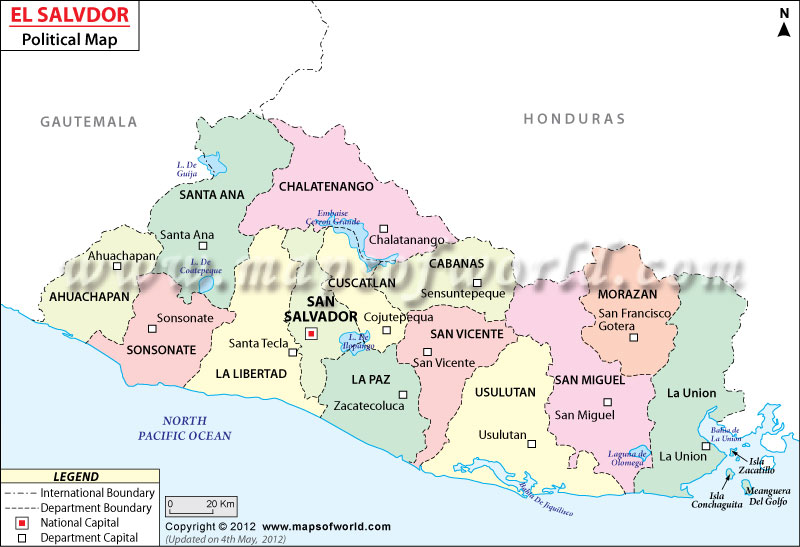 EL SALVDOR
Political Map
N
GAUTEMALA
HONDURAS
L. De
Guija
SANTA ANA
CHALATENANGO
Embaise
Cerron Grande
Santa Ana
Chalatanango
Ahuachapan
L. De
Coatepeque
CABANAS
CUSCATLAN
Sensuntepeque
www.mapsofworld.com
AHUACHAPAN
MORAZAN
SAN
SALVADOR
Sonsonate
Cojutepequa
San Francisco
Gotera
SONSONATE
Santa Tecla
L. De
Ilopango
SAN VICENTE
San Vicente
LA LIBERTAD
LA PAZ
USULUTAN
SAN MIGUEL
La Union
Zacatecoluca
San Miguel
NORTH
PACIFIC OCEAN
Usulutan
Bahia de
La Union
Laguna de
Olomega
La Union
Isla
Zacatillo
Isla
Conchaguita
Meanguera
Del Golfo
Bahia De Jiquilisco
LEGEND
International Boundary
Department Boundary
National Capital
Department Capital
0 20 Km
Copyright © 2012 www.mapsofworld.com
(Updated on 4th May, 2012)